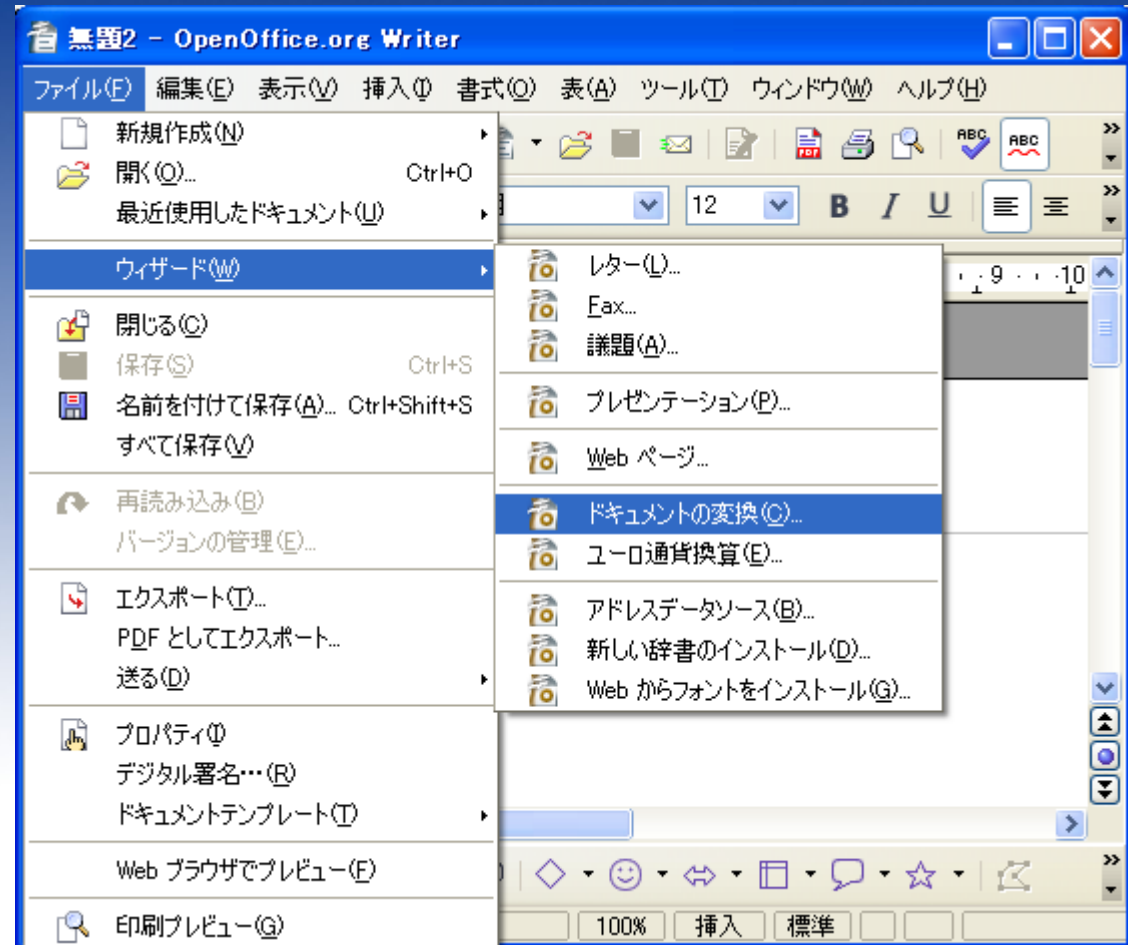 無題2 - OpenOffice.org Writer
ファイル(F) 編集(E) 表示(V) 挿入(I) 書式(O) 表(A) ツール(T) ウィンドウ(W) ヘルプ(H)
新規作成(N)
開く(O)... Ctrl+O
最近使用したドキュメント(U)
ウィザード(W)
閉じる(C)
保存(S) Ctrl+S
名前を付けて保存(A)... Ctrl+Shift+S
すべて保存(V)
再読み込み(B)
バージョンの管理(E)...
エクスポート(T)...
PDF としてエクスポート...
送る(D)
プロパティ(I)
デジタル署名…(R)
ドキュメントテンプレート(T)
Web ブラウザでプレビュー(F)
印刷プレビュー(G)
PDF ABC ABC
12 B I U
9 10
レター(L)...
Fax...
議題(A)...
プレゼンテーション(P)...
Web ページ...
ドキュメントの変換(C)...
ユーロ通貨換算(E)...
アドレスデータソース(B)...
新しい辞書のインストール(D)...
Web からフォントをインストール(G)...
100% 挿入 標準